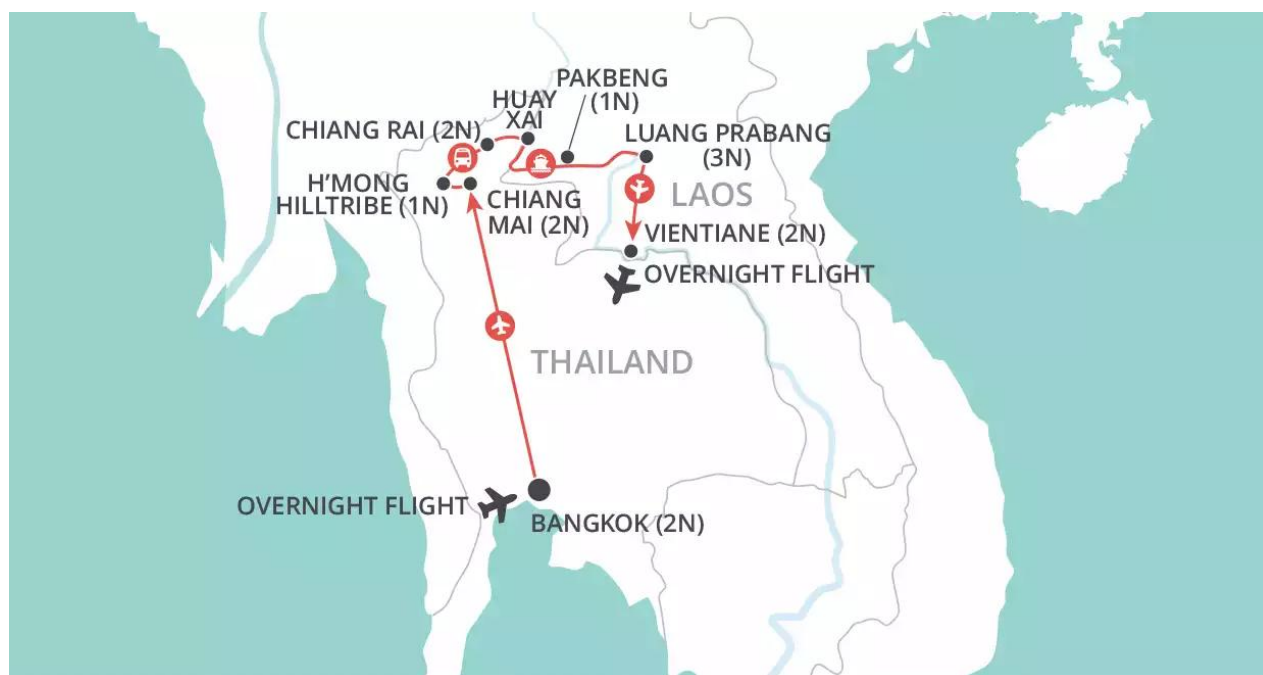 PAKBENG
(1N)
HUAY
XAI
CHIANG RAI (2N)
LUANG PRABANG
(3N)
H'MONG
HILLTRIBE (1N)
CHIANG
MAI (2N)
LAOS
VIENTIANE (2N)
OVERNIGHT FLIGHT
THAILAND
OVERNIGHT FLIGHT
BANGKOK (2N)